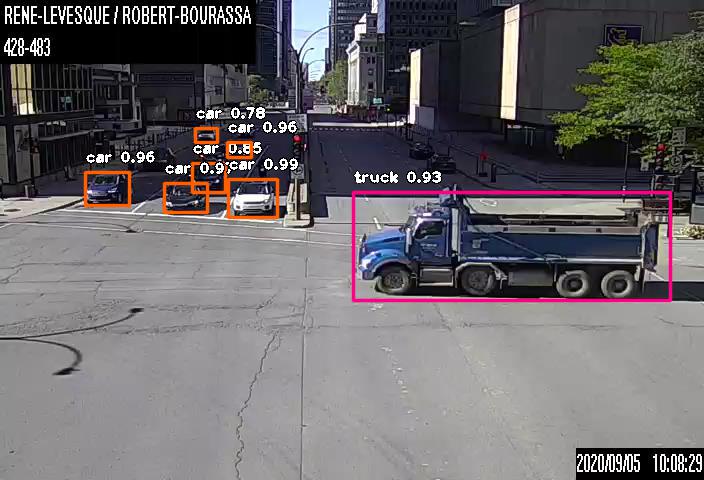 RENE-LEVESQUE / ROBERT-BOURASSA
428-483
car 0.78
car 0.96
car 0.85
car 0.96
car 0.99
truck 0.93
2020/09/05 10:08:29